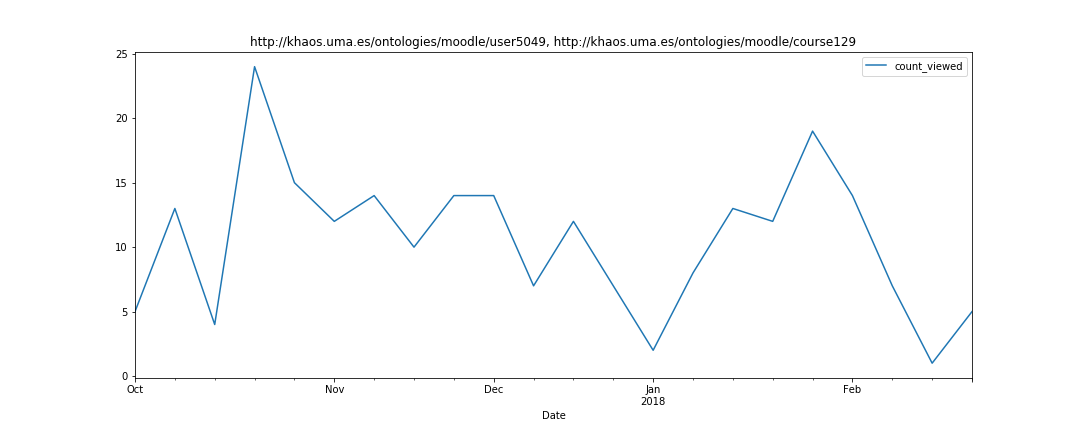 http://khaos.uma.es/ontologies/moodle/user5049, http://khaos.uma.es/ontologies/moodle/course129
25
count_viewed
20
15
10
5
0
Oct Nov Dec Jan Feb
2018
Date